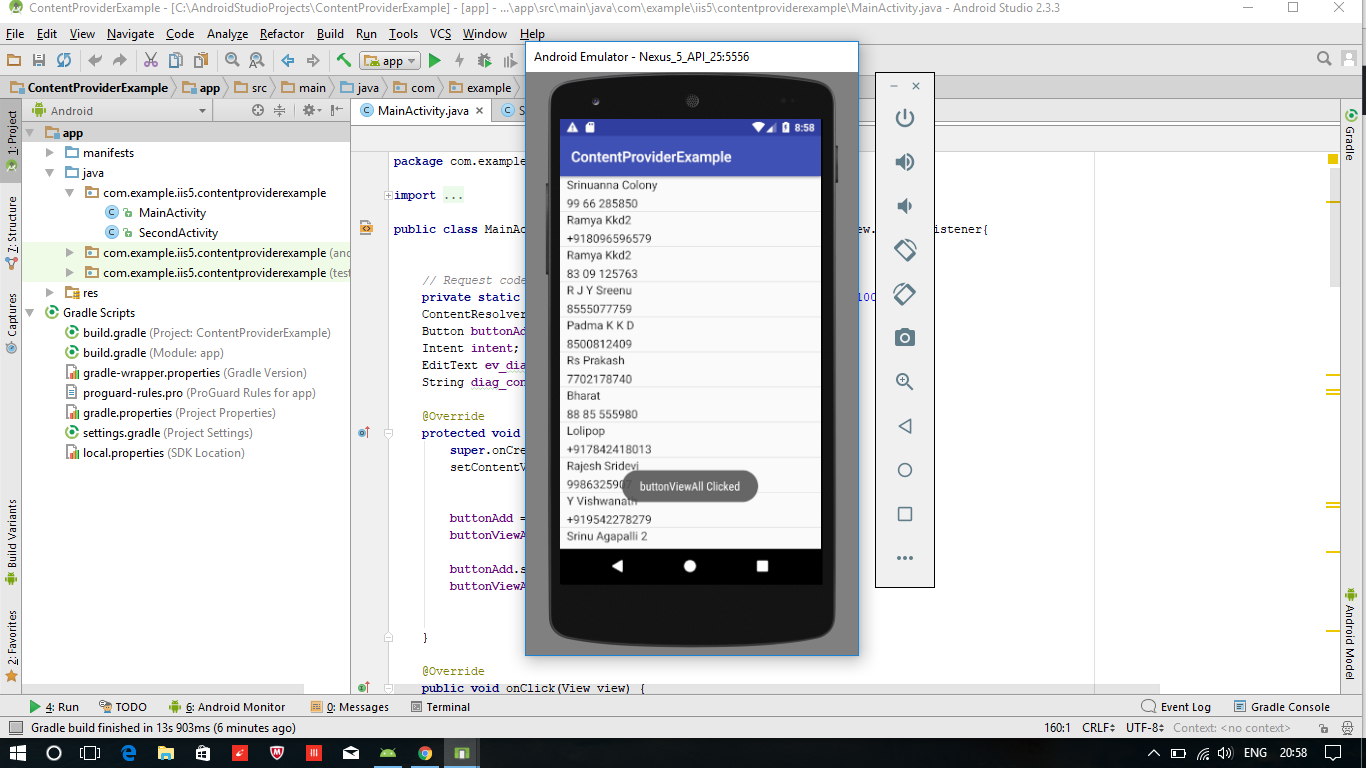 ContentProviderExample - [C:\AndroidStudioProjects\ContentProviderExample] - [app] - ...\app\src\main\java\com\example\iis5\contentproviderexample\MainActivity.java - Android Studio 2.3.3
File Edit View Navigate Code Analyze Refactor Build Run Tools VCS Window Help
app
ContentProviderExample app src main java com example
Android
MainActivity.java
S
1: Project
7: Structure
Captures
Build Variants
2: Favorites
app
manifests
java
com.example.iis5.contentproviderexample
MainActivity
SecondActivity
com.example.iis5.contentproviderexample (and
com.example.iis5.contentproviderexample (test
res
Gradle Scripts
build.gradle (Project: ContentProviderExample)
build.gradle (Module: app)
gradle-wrapper.properties (Gradle Version)
proguard-rules.pro (ProGuard Rules for app)
gradle.properties (Project Properties)
settings.gradle (Project Settings)
local.properties (SDK Location)
package com.example
import ...
public class MainAc ew. listener{
// Request code
private static 100
ContentResolver
Button buttonAd
Intent intent;
EditText ev_dia
String diag_con
@Override
protected void
super.onCre
setContentV
buttonAdd =
buttonViewA
buttonAdd.s
buttonViewA
}
@Override
public void onClick(View view) {
Android Emulator - Nexus_5_API_25:5556
8:58
ContentProviderExample
Srinuanna Colony
99 66 285850
Ramya Kkd2
+918096596579
Ramya Kkd2
83 09 125763
R J Y Sreenu
8555077759
Padma K K D
8500812409
Rs Prakash
7702178740
Bharat
88 85 555980
Lolipop
+917842418013
Rajesh Sridevi
9986325907
buttonViewAll Clicked
Y Vishwanath
+919542278279
Srinu Agapalli 2
Gradle
Android Model
4: Run TODO 6: Android Monitor 0: Messages Terminal Event Log Gradle Console
Gradle build finished in 13s 903ms (6 minutes ago) 160:1 CRLF UTF-8 Context: <no context>
ENG 20:58